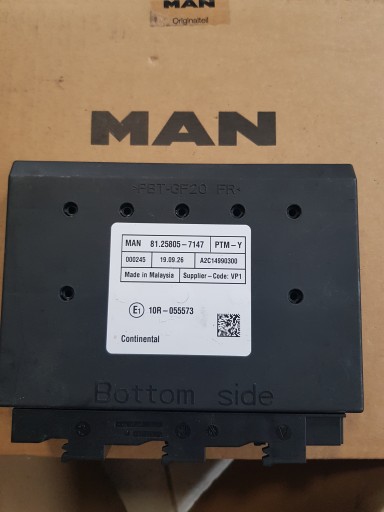 MAN
Originalteil
MAN
>PBT-GF20 FR<
MAN 81.25805-7147 PTM-Y
000245 19.09.26 A2C14990300
Made in Malaysia Supplier-Code: VP1
E1 10R-055573
Continental
Bottom side